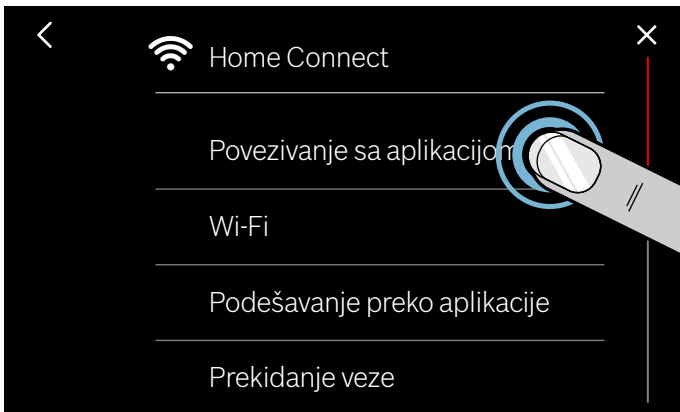 Home Connect
Povezivanje sa aplikacijom
Wi-Fi
Podešavanje preko aplikacije
Prekidanje veze